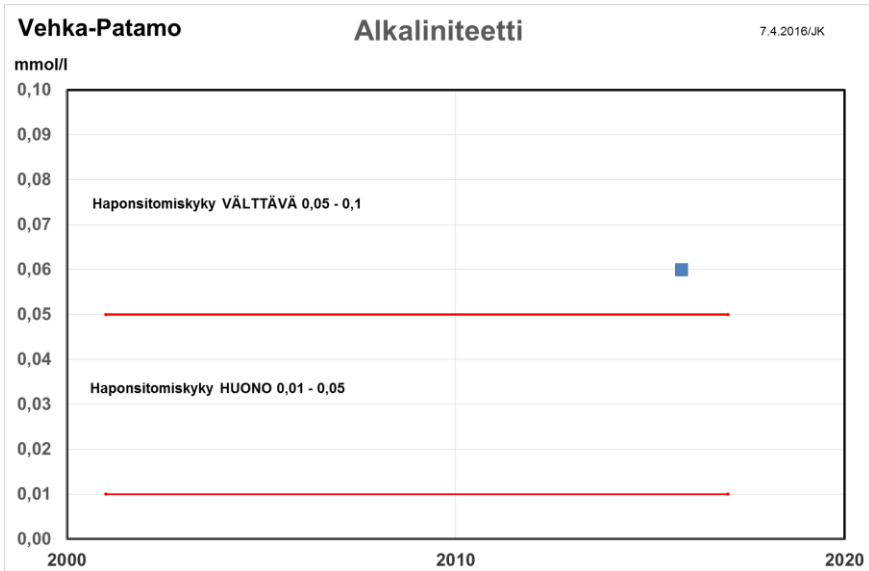 Vehka-Patamo
Alkaliniteetti
7.4.2016/JK
mmol/l
0,10
0,09
0,08
Haponsitomiskyky VÄLTTÄVÄ 0,05 - 0,1
0,07
0,06
0,05
0,04
Haponsitomiskyky HUONO 0,01 - 0,05
0,03
0,02
0,01
0,00
2000 2010 2020